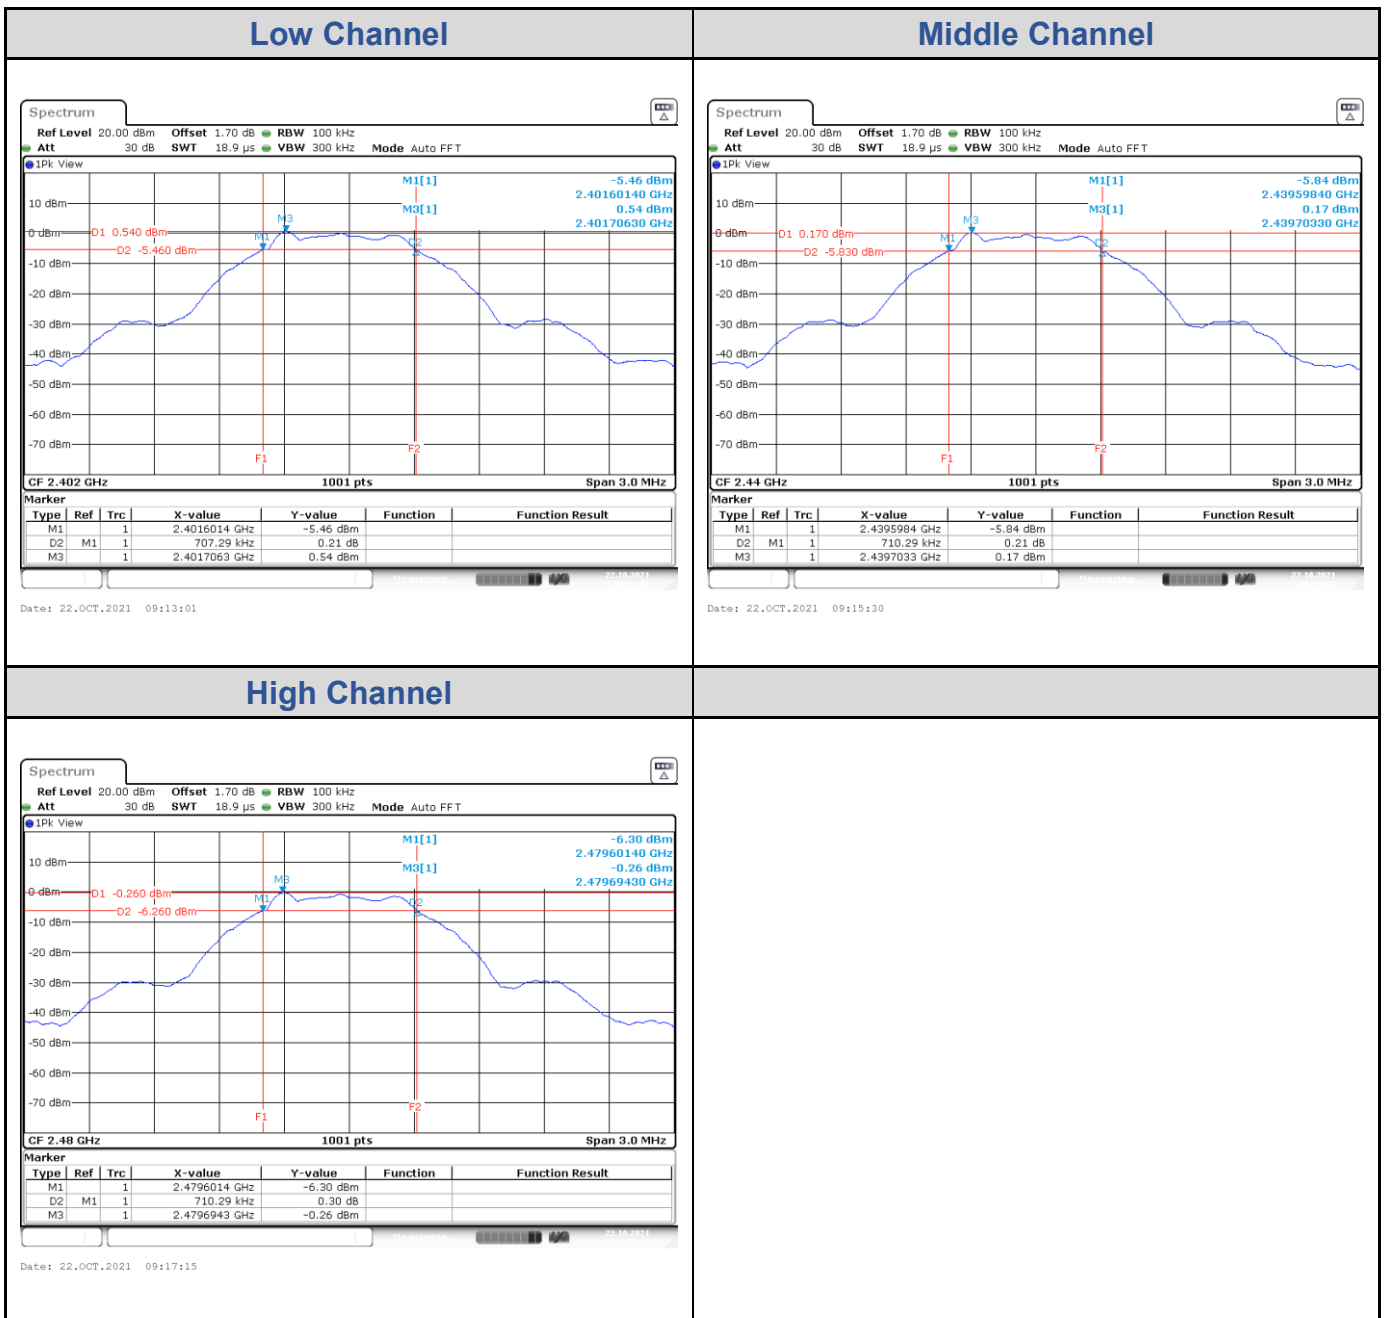 Low Channel
Middle Channel
Spectrum
Ref Level 20.00 dBm Offset 1.70 dB RBW 100 kHz
Att 30 dB SWT 18.9 µs VBW 300 kHz Mode Auto FFT
1Pk View
M1[1] -5.46 dBm
2.40160140 GHz
10 dBm
M3[1] 0.54 dBm
2.40170630 GHz
M3
0 dBm
D1 0.540 dBm
M1
D2
D2 -5.460 dBm
-10 dBm
-20 dBm
-30 dBm
-40 dBm
-50 dBm
-60 dBm
-70 dBm
F1
F2
CF 2.402 GHz 1001 pts Span 3.0 MHz
Marker
Type Ref Trc X-value Y-value Function Function Result
M1 1 2.4016014 GHz -5.46 dBm
D2 M1 1 707.29 kHz 0.21 dB
M3 1 2.4017063 GHz 0.54 dBm
Measuring 22.10.2021
Date: 22.OCT.2021 09:13:01
Spectrum
Ref Level 20.00 dBm Offset 1.70 dB RBW 100 kHz
Att 30 dB SWT 18.9 µs VBW 300 kHz Mode Auto FFT
1Pk View
M1[1] -5.84 dBm
2.43959840 GHz
10 dBm
M3[1] 0.17 dBm
2.43970330 GHz
M3
0 dBm
D1 0.170 dBm
M1
D2
D2 -5.830 dBm
-10 dBm
-20 dBm
-30 dBm
-40 dBm
-50 dBm
-60 dBm
-70 dBm
F1
F2
CF 2.44 GHz 1001 pts Span 3.0 MHz
Marker
Type Ref Trc X-value Y-value Function Function Result
M1 1 2.4395984 GHz -5.84 dBm
D2 M1 1 710.29 kHz 0.21 dB
M3 1 2.4397033 GHz 0.17 dBm
Measuring 22.10.2021
Date: 22.OCT.2021 09:15:30
High Channel
Spectrum
Ref Level 20.00 dBm Offset 1.70 dB RBW 100 kHz
Att 30 dB SWT 18.9 µs VBW 300 kHz Mode Auto FFT
1Pk View
M1[1] -6.30 dBm
2.47960140 GHz
10 dBm
M3[1] -0.26 dBm
2.47969430 GHz
M3
0 dBm
D1 -0.260 dBm
M1
D2
D2 -6.260 dBm
-10 dBm
-20 dBm
-30 dBm
-40 dBm
-50 dBm
-60 dBm
-70 dBm
F1
F2
CF 2.48 GHz 1001 pts Span 3.0 MHz
Marker
Type Ref Trc X-value Y-value Function Function Result
M1 1 2.4796014 GHz -6.30 dBm
D2 M1 1 710.29 kHz 0.30 dB
M3 1 2.4796943 GHz -0.26 dBm
Measuring 22.10.2021
Date: 22.OCT.2021 09:17:15